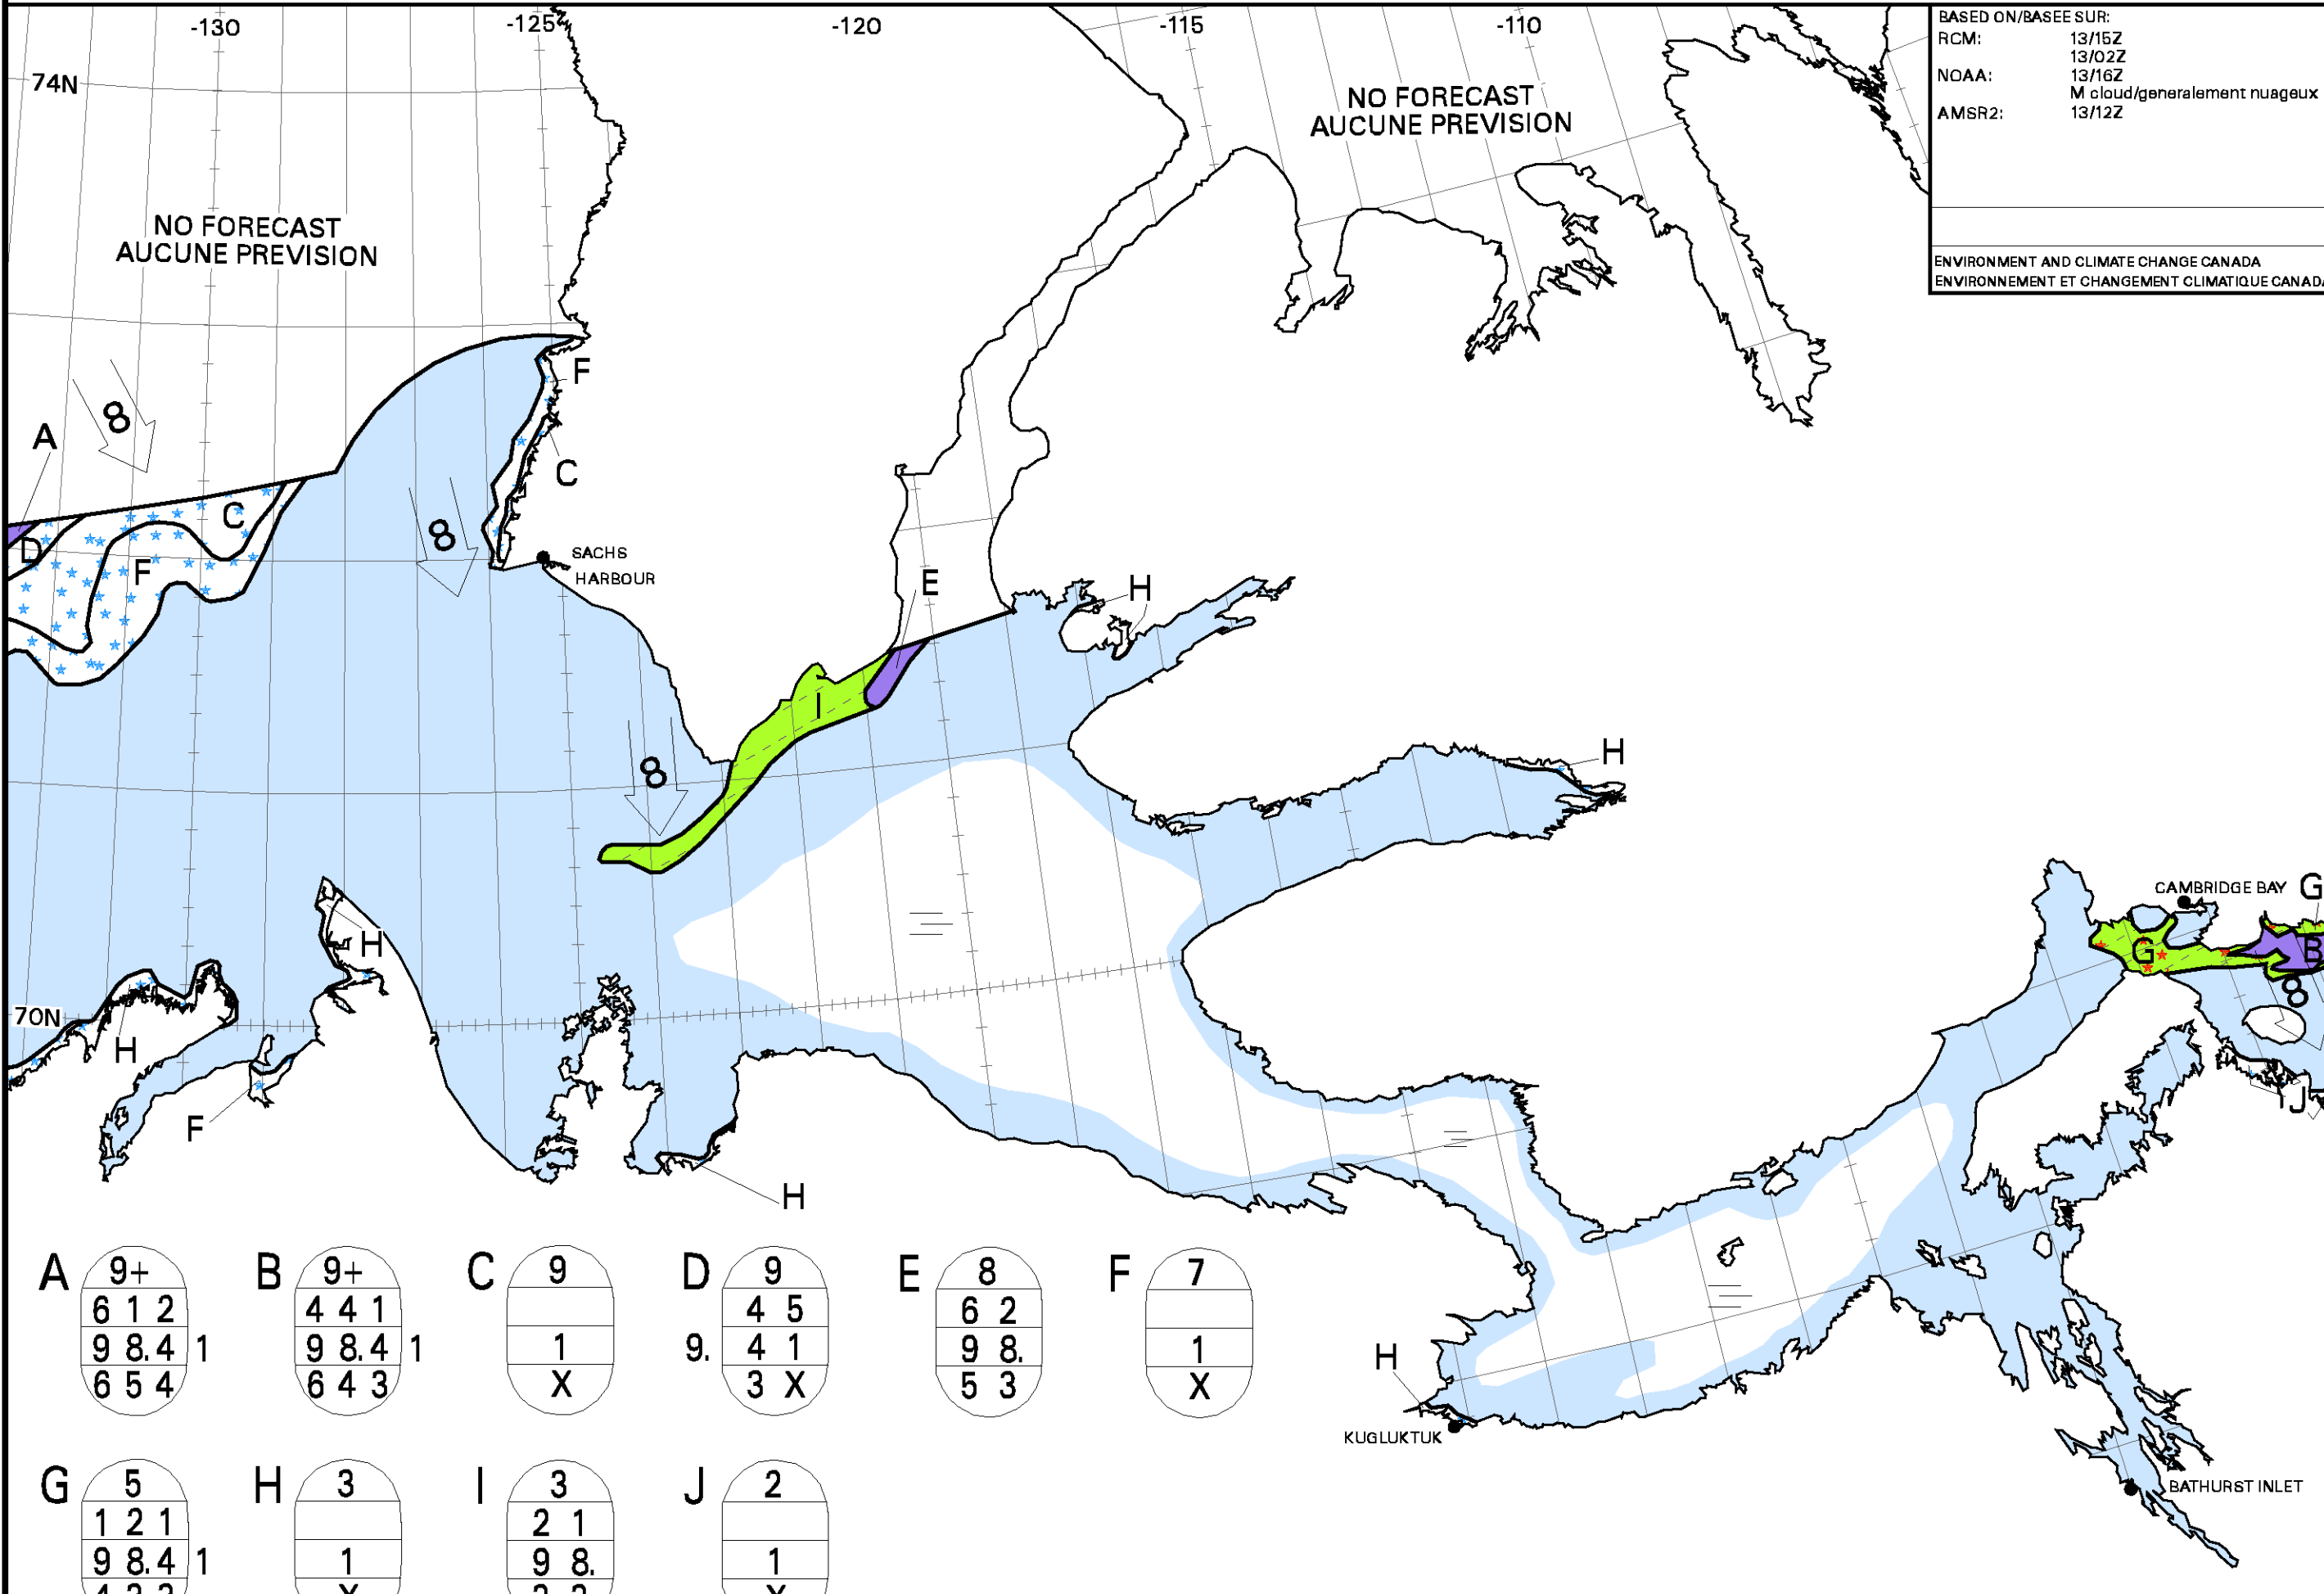 -130
-125
-120
-115
-110
BASED ON/BASEE SUR:
RCM: 13/15Z
13/02Z
NOAA: 13/16Z
M cloud/generalement nuageux
AMSR2: 13/12Z
ENVIRONMENT AND CLIMATE CHANGE CANADA
ENVIRONNEMENT ET CHANGEMENT CLIMATIQUE CANADA
74N
NO FORECAST
AUCUNE PREVISION
NO FORECAST
AUCUNE PREVISION
F
8
A
C
C
8
D
F
SACHS
HARBOUR
E
H
I
8
H
CAMBRIDGE BAY
G
G
B
H
8
70N
H
F
J
H
H
KUGLUKTUK
BATHURST INLET
A
9+
6 1 2
9 8. 4 1
6 5 4
B
9+
4 4 1
9 8. 4 1
6 4 3
C
9
1
X
D
9
4 5
9. 4 1
3 X
E
8
6 2
9 8.
5 3
F
7
1
X
G
5
1 2 1
9 8. 4 1
H
3
1
X
I
3
2 1
9 8.
J
2
1
X